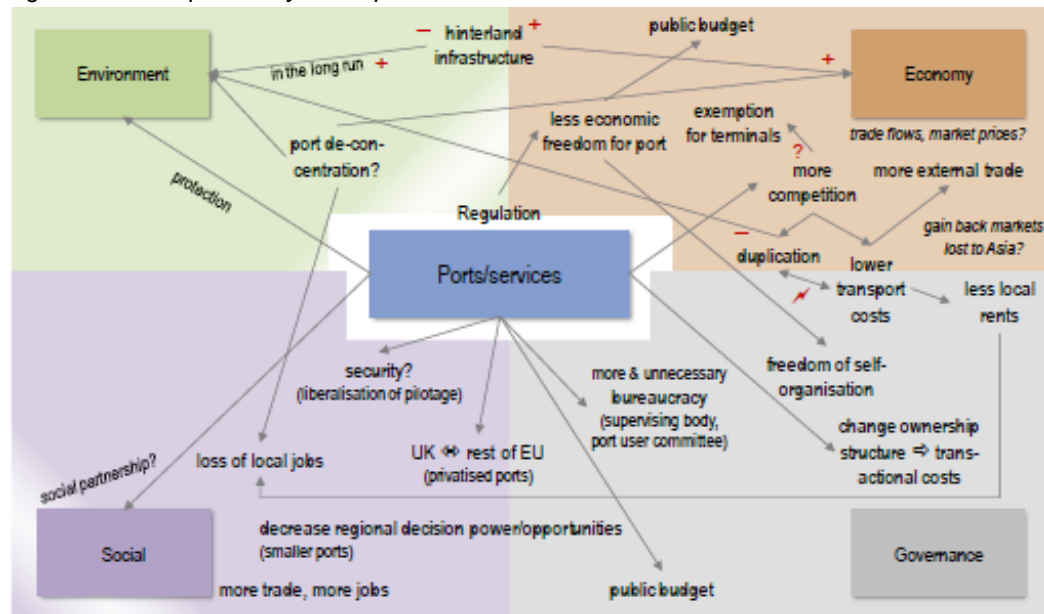 public budget
− hinterland +
infrastructure
Environment
in the long run +
+
Economy
less economic
freedom for port
exemption
for terminals
trade flows, market prices?
port de-con-
centration?
?
more
competition
more external trade
protection
Regulation
gain back markets
lost to Asia?
−
duplication
Ports/services
lower
transport
costs
less local
rents
security?
(liberalisation of pilotage)
more & unnecessary
bureaucracy
(supervising body,
port user committee)
freedom of self-
organisation
UK ⇔ rest of EU
(privatised ports)
change ownership
structure ⇨ trans-
actional costs
loss of local jobs
social partnership?
decrease regional decision power/opportunities
(smaller ports)
Social
Governance
more trade, more jobs
public budget